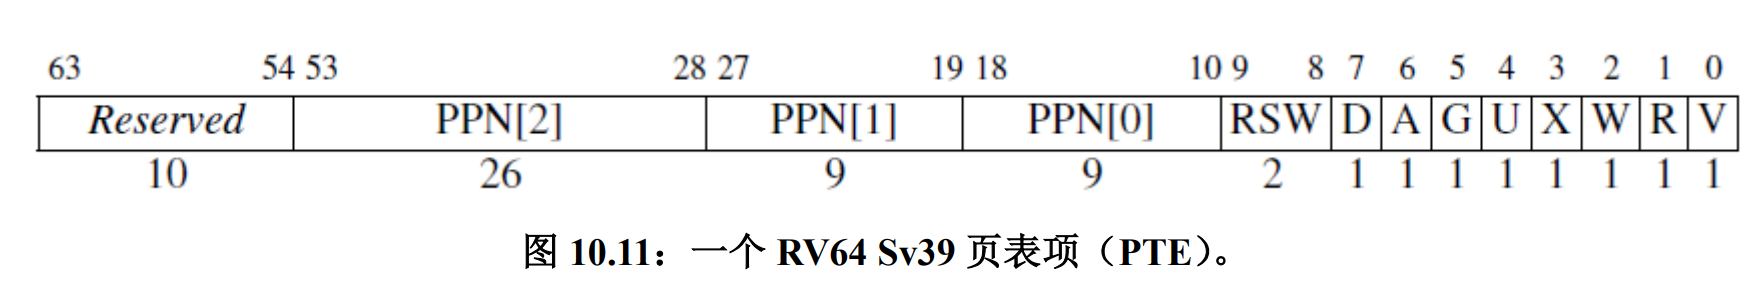 63 54 53 28 27 19 18 10 9 8 7 6 5 4 3 2 1 0
Reserved PPN[2] PPN[1] PPN[0] RSW D A G U X W R V
10 26 9 9 2 1 1 1 1 1 1 1 1
图 10.11：一个 RV64 Sv39 页表项（PTE）。